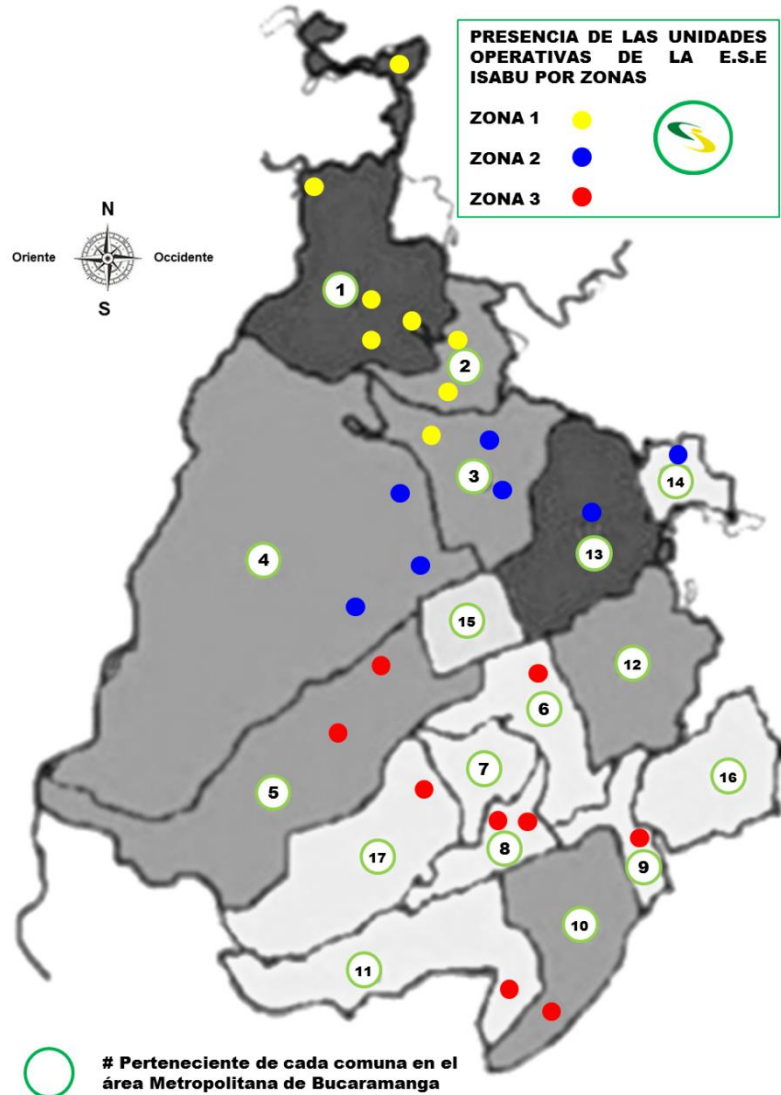 PRESENCIA DE LAS UNIDADES
OPERATIVAS DE LA E.S.E
ISABU POR ZONAS
ZONA 1
ZONA 2
ZONA 3
N
Oriente
Occidente
S
1
2
3
14
4
13
15
12
6
7
16
5
8
17
9
10
11
# Perteneciente de cada comuna en el
área Metropolitana de Bucaramanga